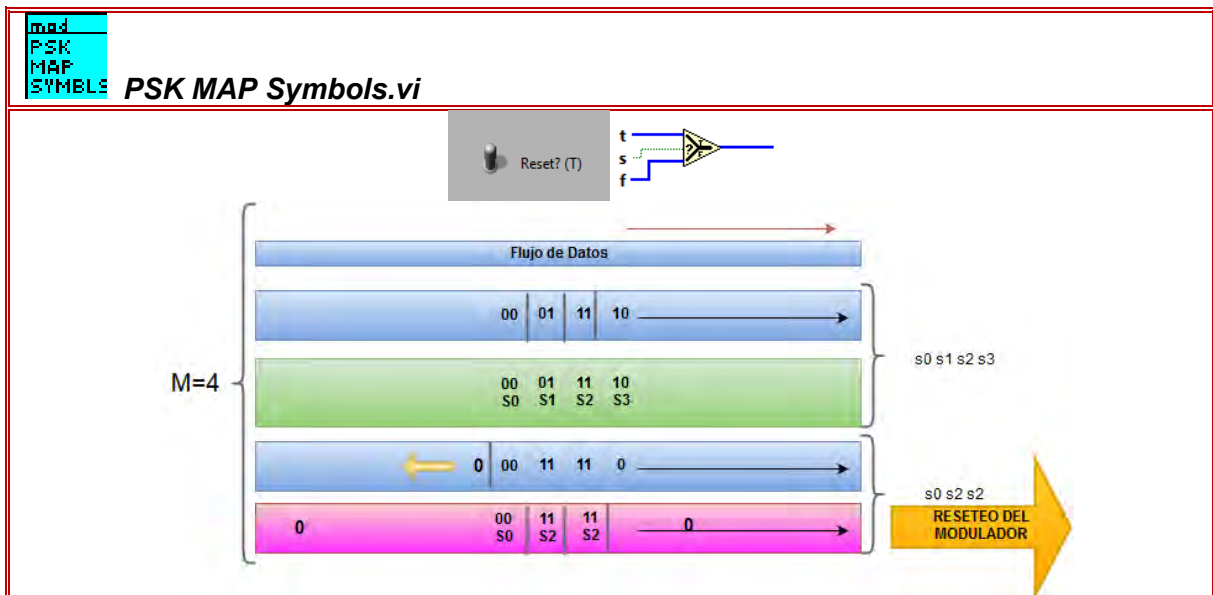 mod
PSK
MAP
SYMBLS
PSK MAP Symbols.vi
Reset? (T)
t
s
f
?
T
F
Flujo de Datos
00 01 11 10
00 01 11 10
S0 S1 S2 S3
s0 s1 s2 s3
M=4
0 00 11 11 0
0 00 11 11 0
S0 S2 S2
s0 s2 s2
RESETEO DEL
MODULADOR